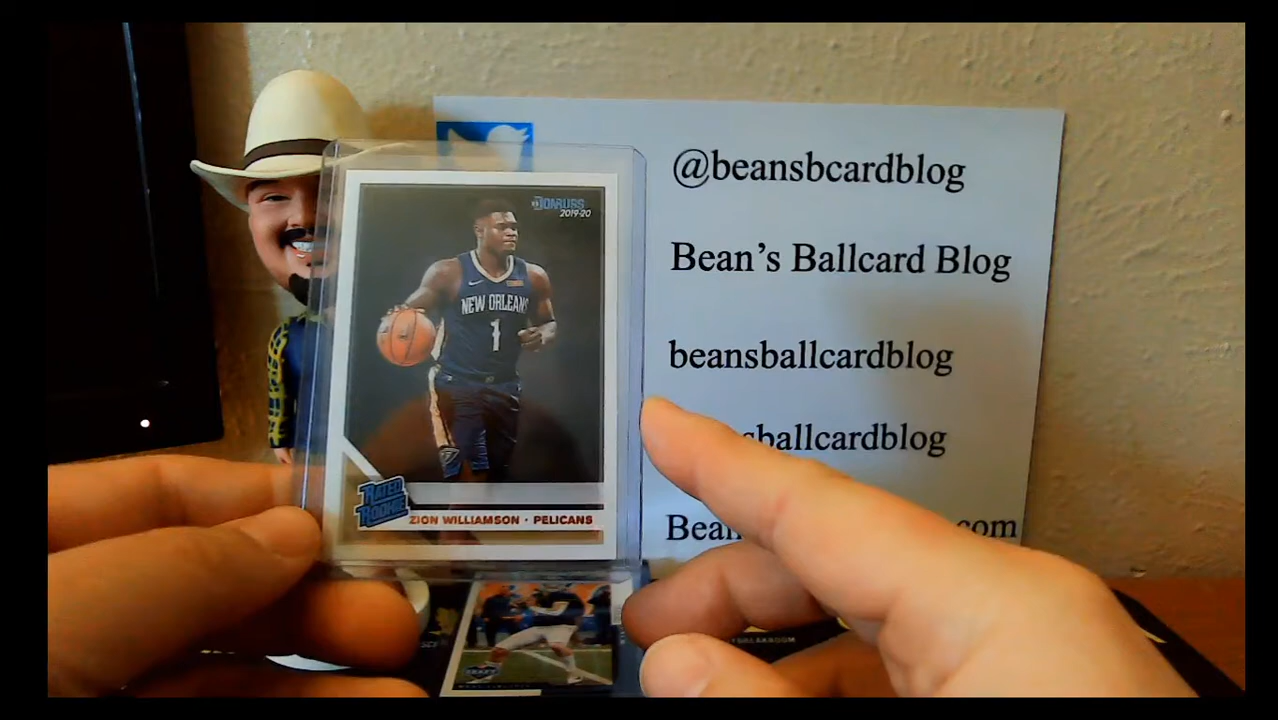 @beansbcardblog
Bean's Ballcard Blog
beansballcardblog
sballcardblog
Bean
.com
DONRUSS
2019-20
NEW ORLEANS
1
RATED
ROOKIE
ZION WILLIAMSON · PELICANS